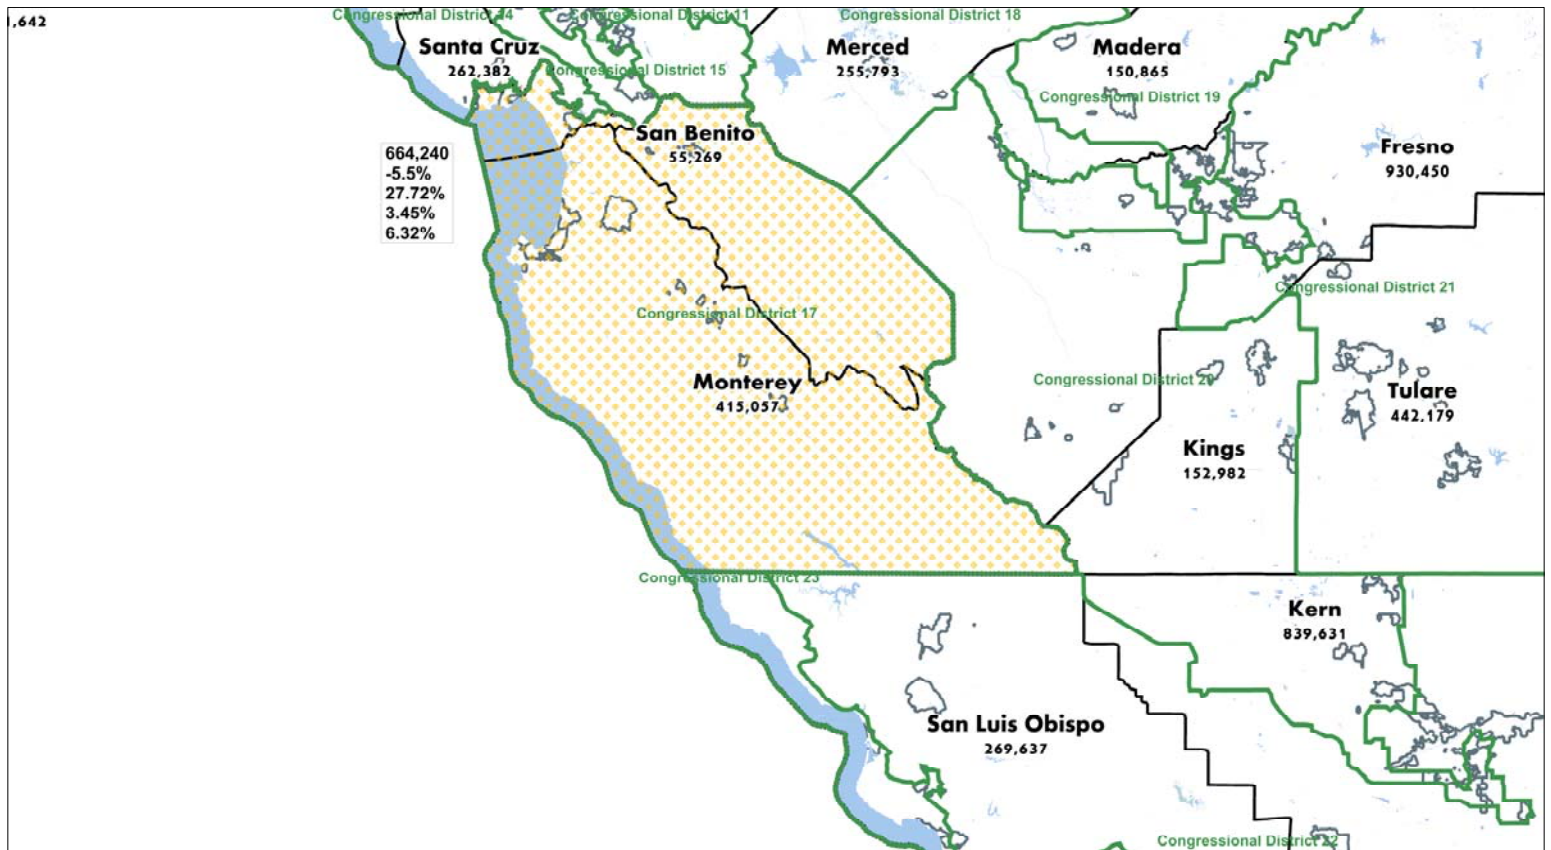 Congressional District 14
Congressional District 11
Congressional District 18
1,642
Santa Cruz
262,382
Merced
255,793
Madera
150,865
Congressional District 15
Congressional District 19
San Benito
55,269
Fresno
930,450
664,240
-5.5%
27.72%
3.45%
6.32%
Congressional District 21
Congressional District 17
Monterey
415,057
Congressional District 20
Tulare
442,179
Kings
152,982
Congressional District 23
Kern
839,631
San Luis Obispo
269,637
Congressional District 22